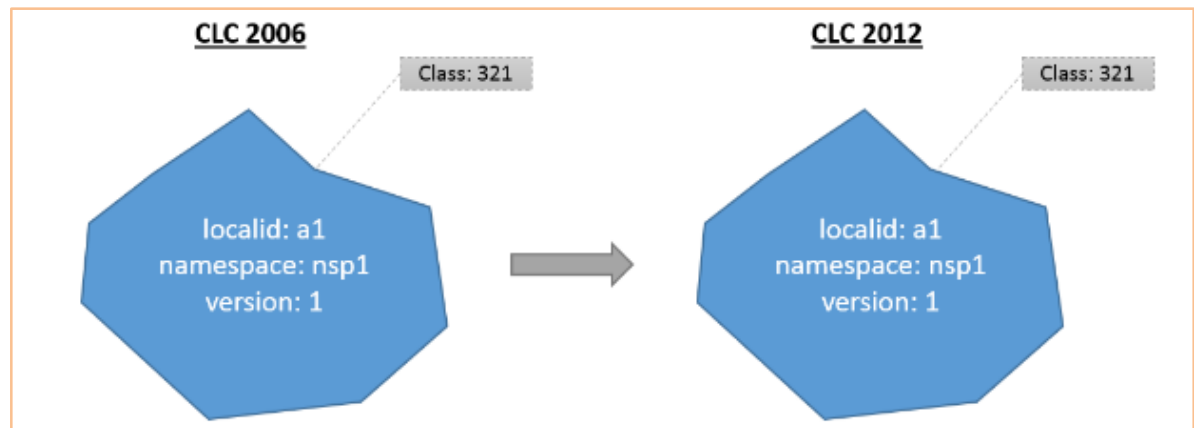 CLC 2006
Class: 321
localid: a1
namespace: nsp1
version: 1
CLC 2012
Class: 321
localid: a1
namespace: nsp1
version: 1